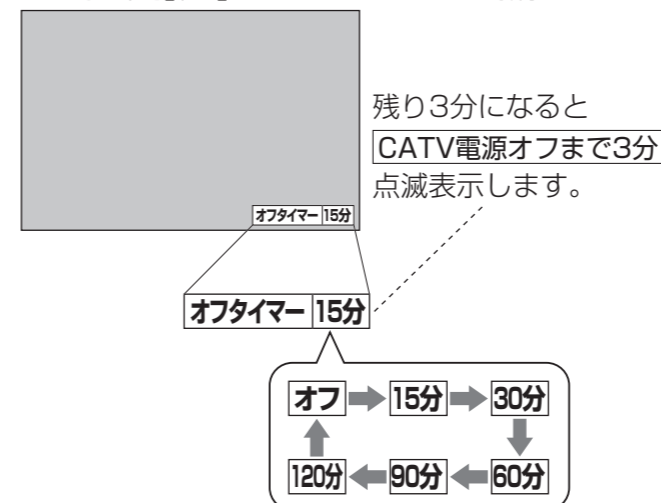 残り3分になると
CATV電源オフまで3分
点滅表示します。
オフタイマー 15分
オフタイマー 15分
オフ 15分 30分
120分 90分 60分